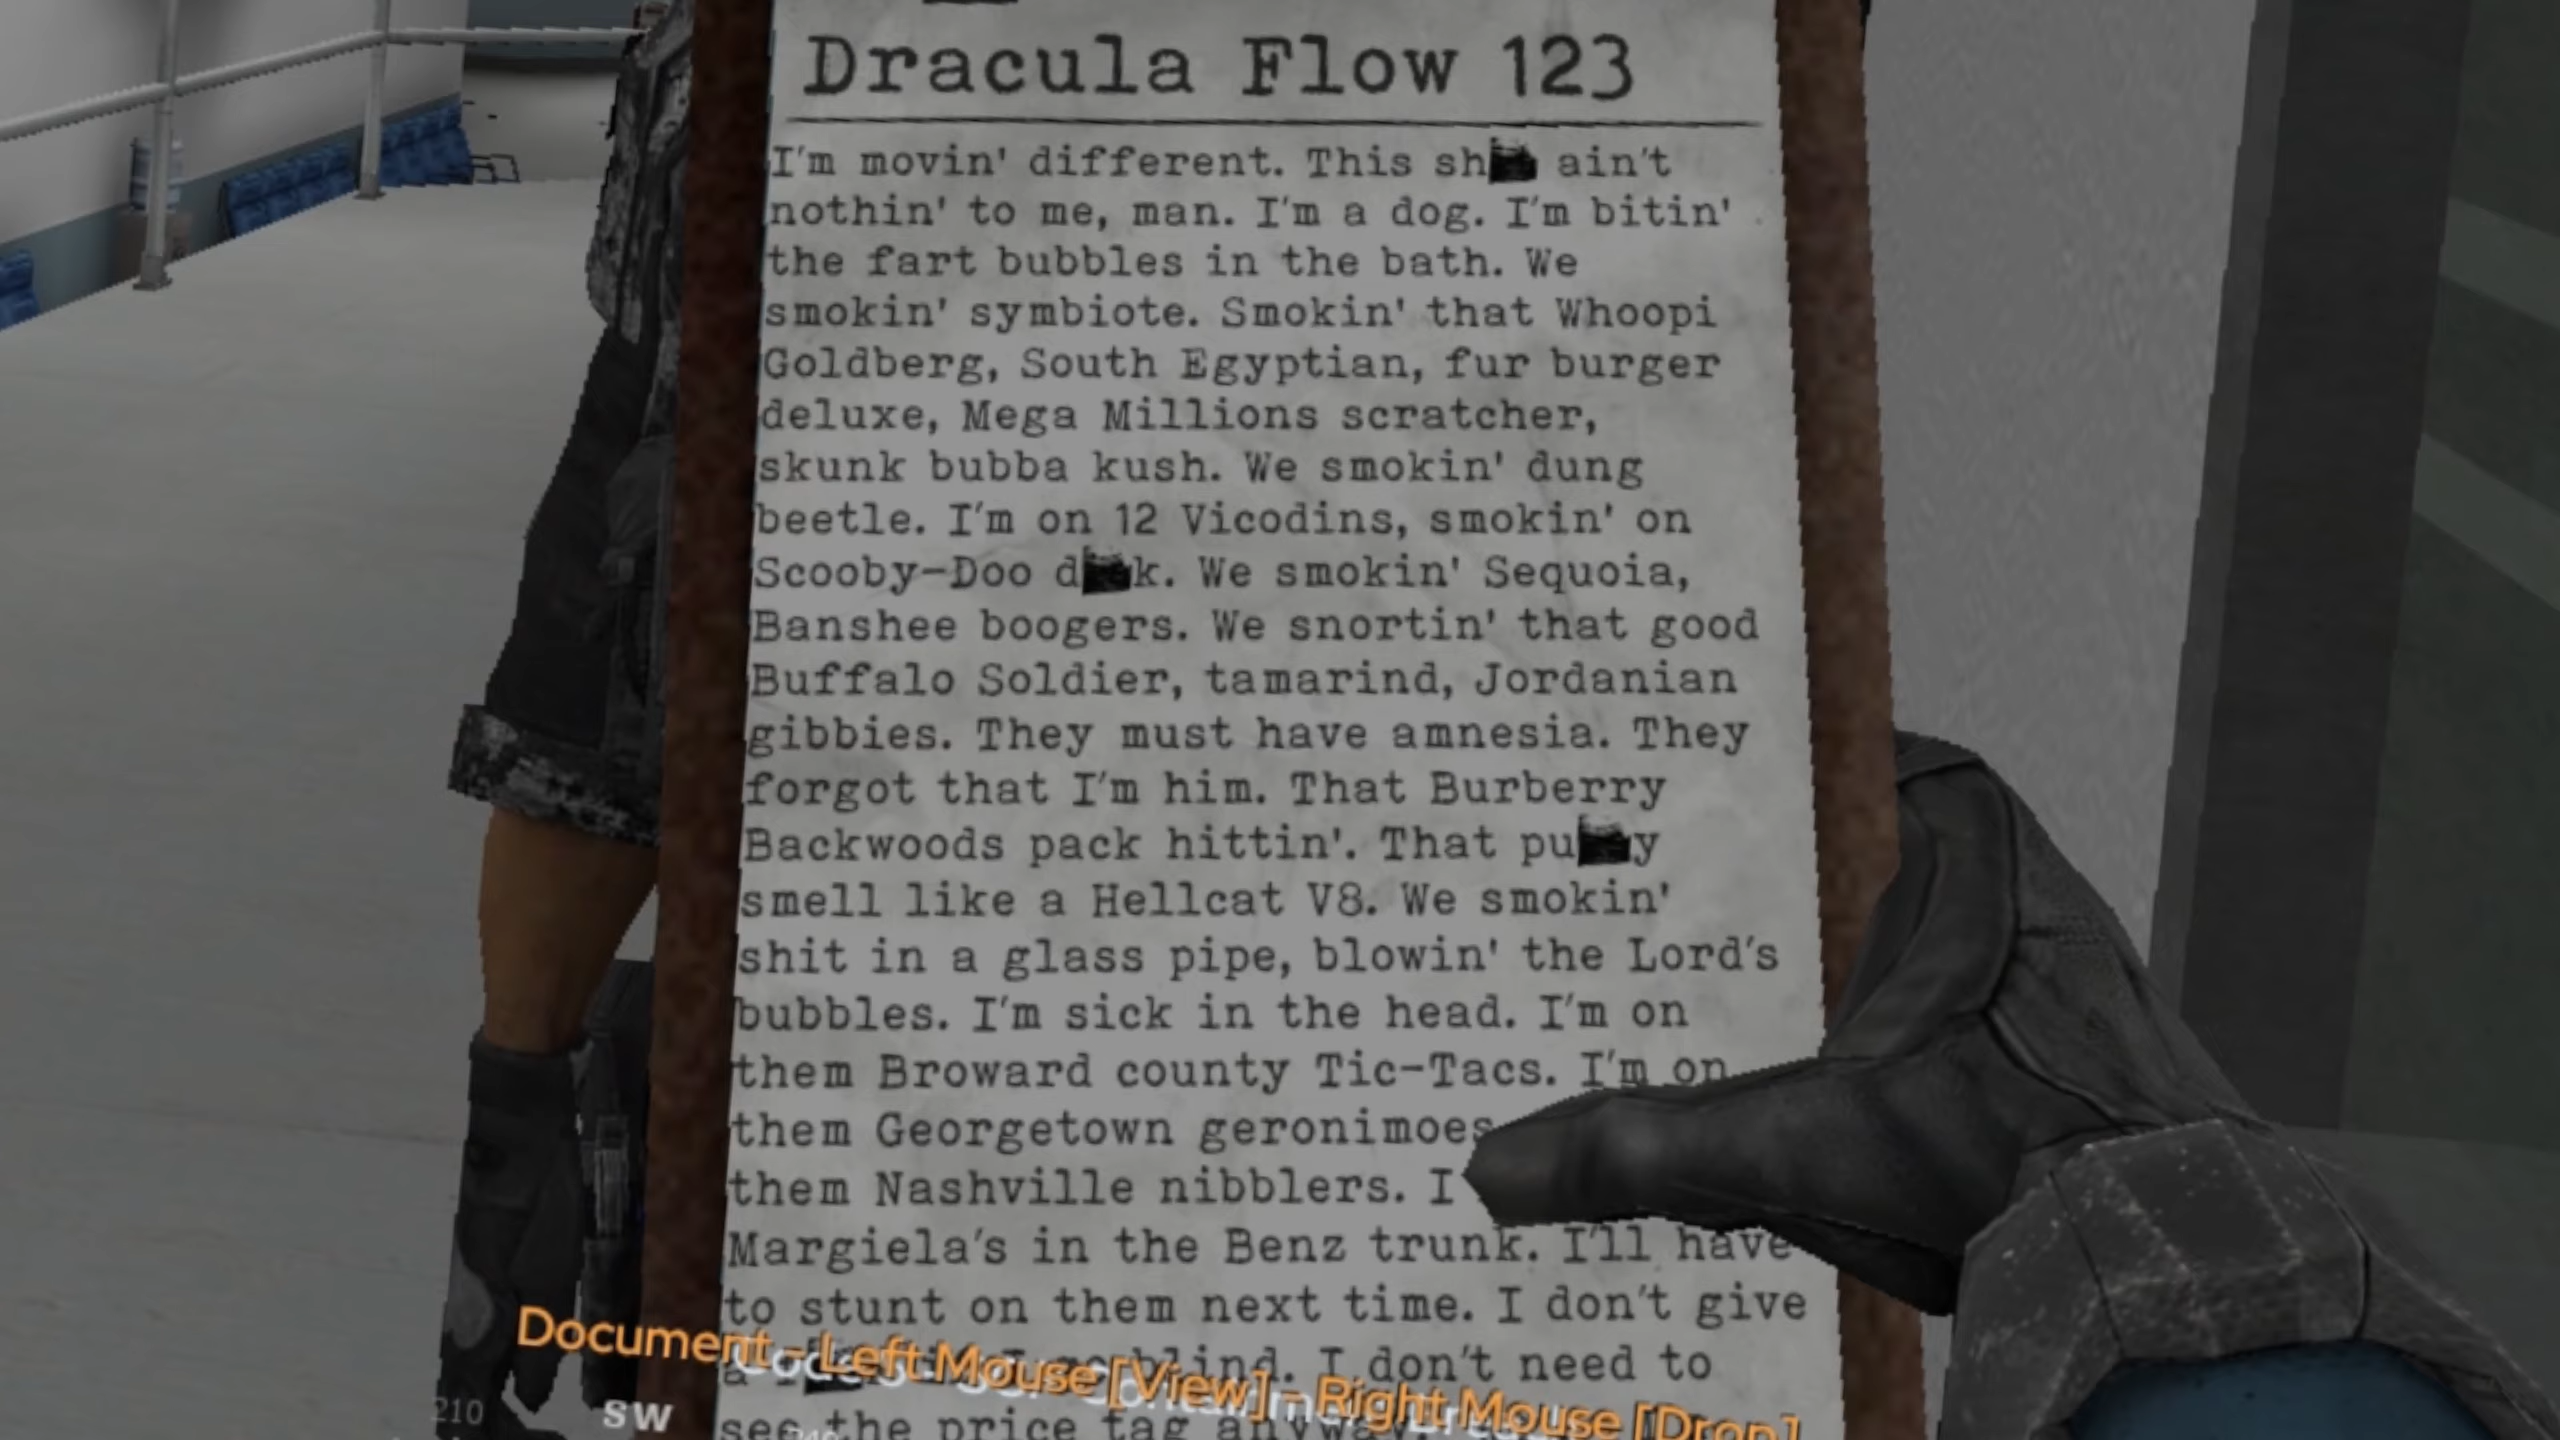 Dracula Flow 123
I'm movin' different. This sh ain't
nothin' to me, man. I'm a dog. I'm bitin'
the fart bubbles in the bath. We
smokin' symbiote. Smokin' that Whoopi
Goldberg, South Egyptian, fur burger
deluxe, Mega Millions scratcher,
skunk bubba kush. We smokin' dung
beetle. I'm on 12 Vicodins, smokin' on
Scooby-Doo d k. We smokin' Sequoia,
Banshee boogers. We snortin' that good
Buffalo Soldier, tamarind, Jordanian
gibbies. They must have amnesia. They
forgot that I'm him. That Burberry
Backwoods pack hittin'. That pu y
smell like a Hellcat V8. We smokin'
shit in a glass pipe, blowin' the Lord's
bubbles. I'm sick in the head. I'm on
them Broward county Tic-Tacs. I'm on
them Georgetown geronimoes
them Nashville nibblers. I
Margiela's in the Benz trunk. I'll have
to stunt on them next time. I don't give
a blind. I don't need to
see the price tag anyway.
Document - Left Mouse [View] - Right Mouse [Drop]
210
SW
240